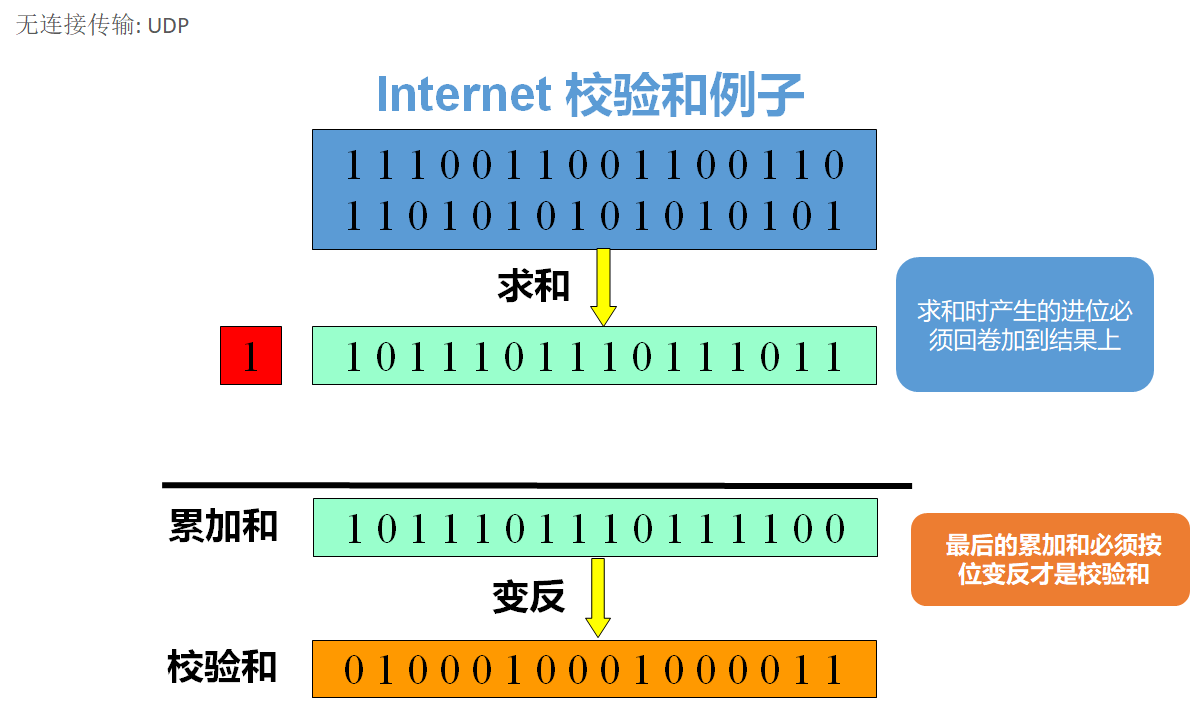 无连接传输: UDP
Internet 校验和例子
1 1 1 0 0 1 1 0 0 1 1 0 0 1 1 0
1 1 0 1 0 1 0 1 0 1 0 1 0 1 0 1
求和
1
1 0 1 1 1 0 1 1 1 0 1 1 1 0 1 1
求和时产生的进位必
须回卷加到结果上
累加和
1 0 1 1 1 0 1 1 1 0 1 1 1 1 0 0
最后的累加和必须按
位变反才是校验和
变反
校验和
0 1 0 0 0 1 0 0 0 1 0 0 0 0 1 1